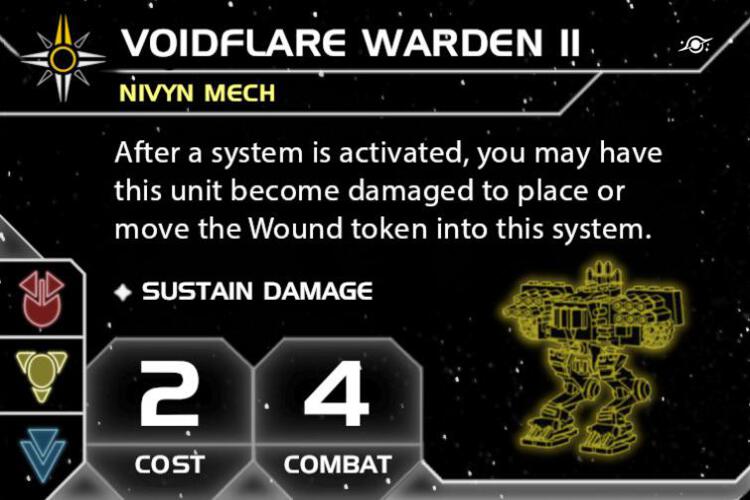 VOIDFLARE WARDEN II
NIVYN MECH
After a system is activated, you may have
this unit become damaged to place or
move the Wound token into this system.
SUSTAIN DAMAGE
2 4
COST COMBAT